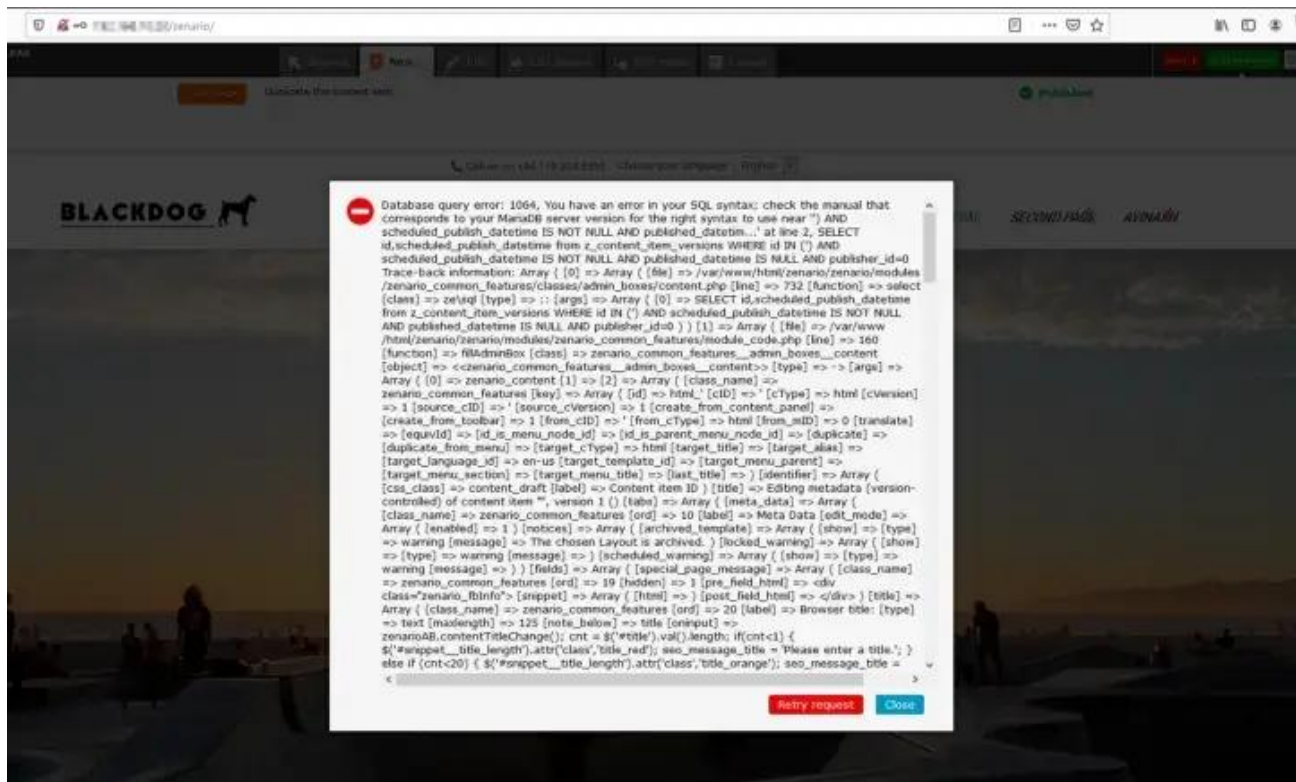 /zenario/
Published
BLACKDOG
SECOND PAGE AVINASH
Database query error: 1064, You have an error in your SQL syntax; check the manual that
corresponds to your MariaDB server version for the right syntax to use near '') AND
scheduled_publish_datetime IS NOT NULL AND published_datetim...' at line 2, SELECT
id,scheduled_publish_datetime from z_content_item_versions WHERE id IN (') AND
scheduled_publish_datetime IS NOT NULL AND published_datetime IS NULL AND publisher_id=0
Trace-back information: Array ( [0] => Array ( [file] => /var/www/html/zenario/zenario/modules
/zenario_common_features/classes/admin_boxes/content.php [line] => 732 [function] => select
[class] => ze\sql [type] => :: [args] => Array ( [0] => SELECT id,scheduled_publish_datetime
from z_content_item_versions WHERE id IN (') AND scheduled_publish_datetime IS NOT NULL
AND published_datetime IS NULL AND publisher_id=0 ) ) [1] => Array ( [file] => /var/www
/html/zenario/zenario/modules/zenario_common_features/module_code.php [line] => 160
[function] => fillAdminBox [class] => zenario_common_features__admin_boxes__content
[object] => <<zenario_common_features__admin_boxes__content>> [type] => -> [args] =>
Array ( [0] => zenario_content [1] => [2] => Array ( [class_name] =>
zenario_common_features [key] => Array ( [id] => html_' [cID] => ' [cType] => html [cVersion]
=> 1 [source_cID] => ' [source_cVersion] => 1 [create_from_content_panel] =>
[create_from_toolbar] => 1 [from_cID] => ' [from_cType] => html [from_mID] => 0 [translate]
=> [equivId] => [id_is_menu_node_id] => [id_is_parent_menu_node_id] => [duplicate] =>
[duplicate_from_menu] => [target_cType] => html [target_title] => [target_alias] =>
[target_language_id] => en-us [target_template_id] => [target_menu_parent] =>
[target_menu_section] => [target_menu_title] => [last_title] => ) [identifier] => Array (
[css_class] => content_draft [label] => Content item ID ) [title] => Editing metadata (version-
controlled) of content item "", version 1 () [tabs] => Array ( [meta_data] => Array (
[class_name] => zenario_common_features [ord] => 10 [label] => Meta Data [edit_mode] =>
Array ( [enabled] => 1 ) [notices] => Array ( [archived_template] => Array ( [show] => [type]
=> warning [message] => The chosen Layout is archived. ) [locked_warning] => Array ( [show]
=> [type] => warning [message] => ) [scheduled_warning] => Array ( [show] => [type] =>
warning [message] => ) ) [fields] => Array ( [special_page_message] => Array ( [class_name]
=> zenario_common_features [ord] => 19 [hidden] => 1 [pre_field_html] => <div
class="zenario_fbInfo"> [snippet] => Array ( [html] => ) [post_field_html] => </div> ) [title] =>
Array ( [class_name] => zenario_common_features [ord] => 20 [label] => Browser title: [type]
=> text [maxlength] => 125 [note_below] => title [oninput] =>
zenarioAB.contentTitleChange(); cnt = $('#title').val().length; if(cnt<1) {
$('#snippet__title_length').attr('class','title_red'); seo_message_title = 'Please enter a title.'; }
else if (cnt<20) { $('#snippet__title_length').attr('class','title_orange'); seo_message_title =
Retry request Close